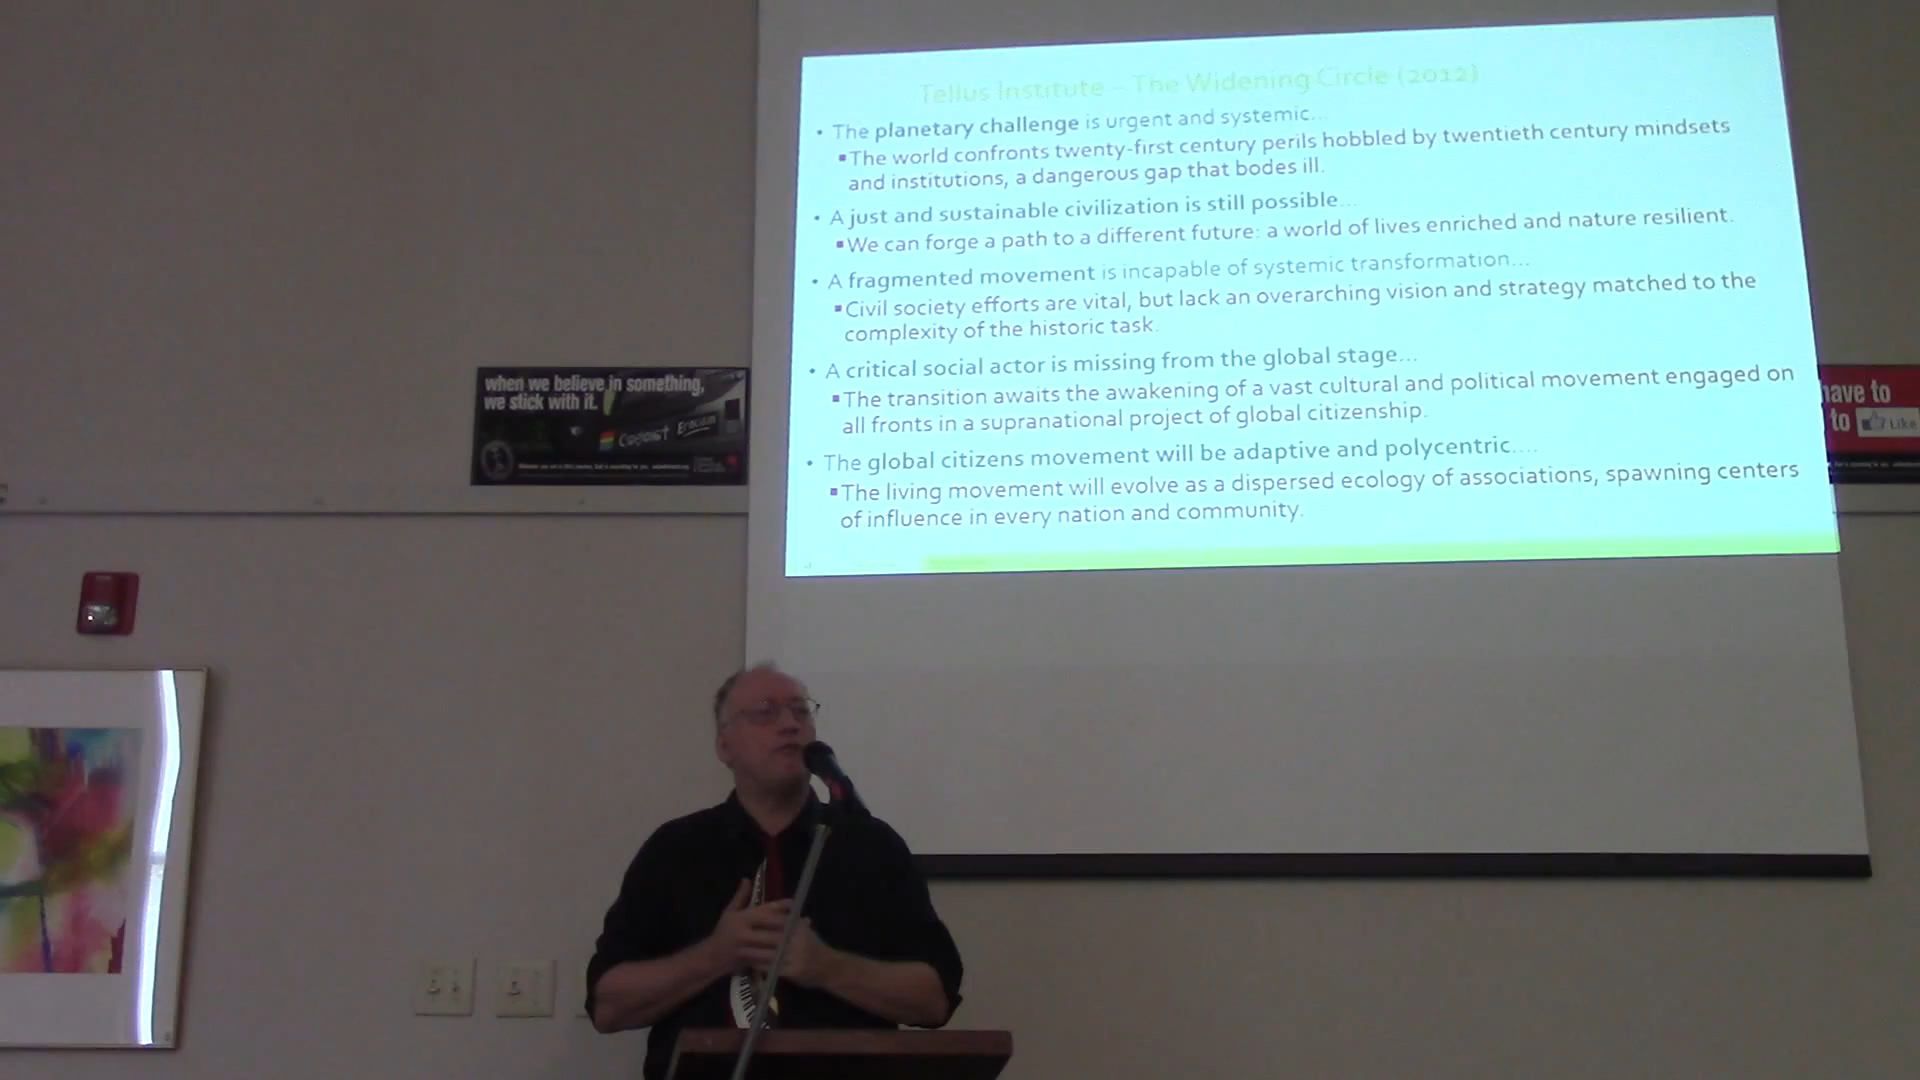 Tellus Institute – The Widening Circle (2012)
• The planetary challenge is urgent and systemic...
▪The world confronts twenty-first century perils hobbled by twentieth century mindsets
and institutions, a dangerous gap that bodes ill.
• A just and sustainable civilization is still possible...
▪We can forge a path to a different future: a world of lives enriched and nature resilient.
• A fragmented movement is incapable of systemic transformation...
▪Civil society efforts are vital, but lack an overarching vision and strategy matched to the
complexity of the historic task.
• A critical social actor is missing from the global stage...
▪The transition awaits the awakening of a vast cultural and political movement engaged on
all fronts in a supranational project of global citizenship.
• The global citizens movement will be adaptive and polycentric....
▪The living movement will evolve as a dispersed ecology of associations, spawning centers
of influence in every nation and community.
when we believe in something,
we stick with it.
have to
to Like